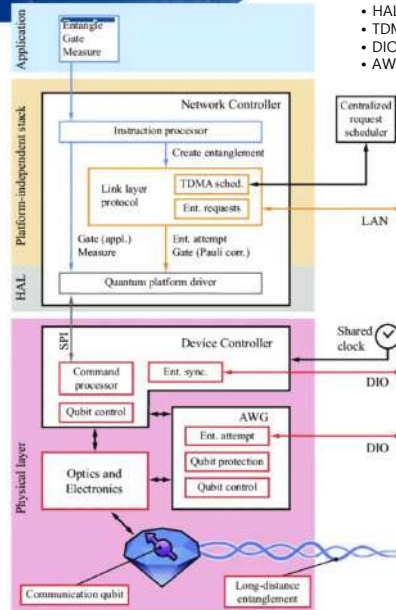 • HAL
• TDM
• DIO
• AW
Application
Entangle
Gate
Measure
Platform-independent stack
Network Controller
Instruction processor
Create entanglement
Link layer
protocol
TDMA sched.
Ent. requests
Centralized
request
scheduler
LAN
Gate (appl.)
Measure
Ent. attempt
Gate (Pauli corr.)
HAL
Quantum platform driver
SPI
Physical layer
Device Controller
Shared
clock
Command
processor
Ent. sync.
DIO
Qubit control
AWG
Ent. attempt
DIO
Qubit protection
Qubit control
Optics and
Electronics
Communication qubit
Long-distance
entanglement